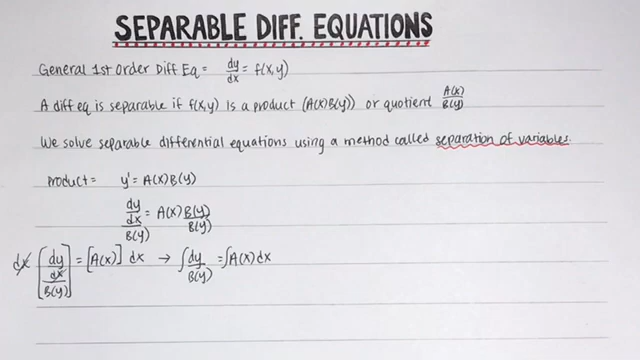 SEPARABLE DIFF. EQUATIONS
General 1st Order Diff Eq = dy/dx = f(x,y)
A diff eq is separable if f(x,y) is a product (A(x)B(y)) or quotient A(x)/B(y)
We solve separable differential equations using a method called separation of variables.
Product = y' = A(x)B(y)
dy/dx/B(y) = A(x)B(y)/B(y)
dx [dy/dx/B(y)] = [A(x)] dx → ∫dy/B(y) = ∫A(x)dx